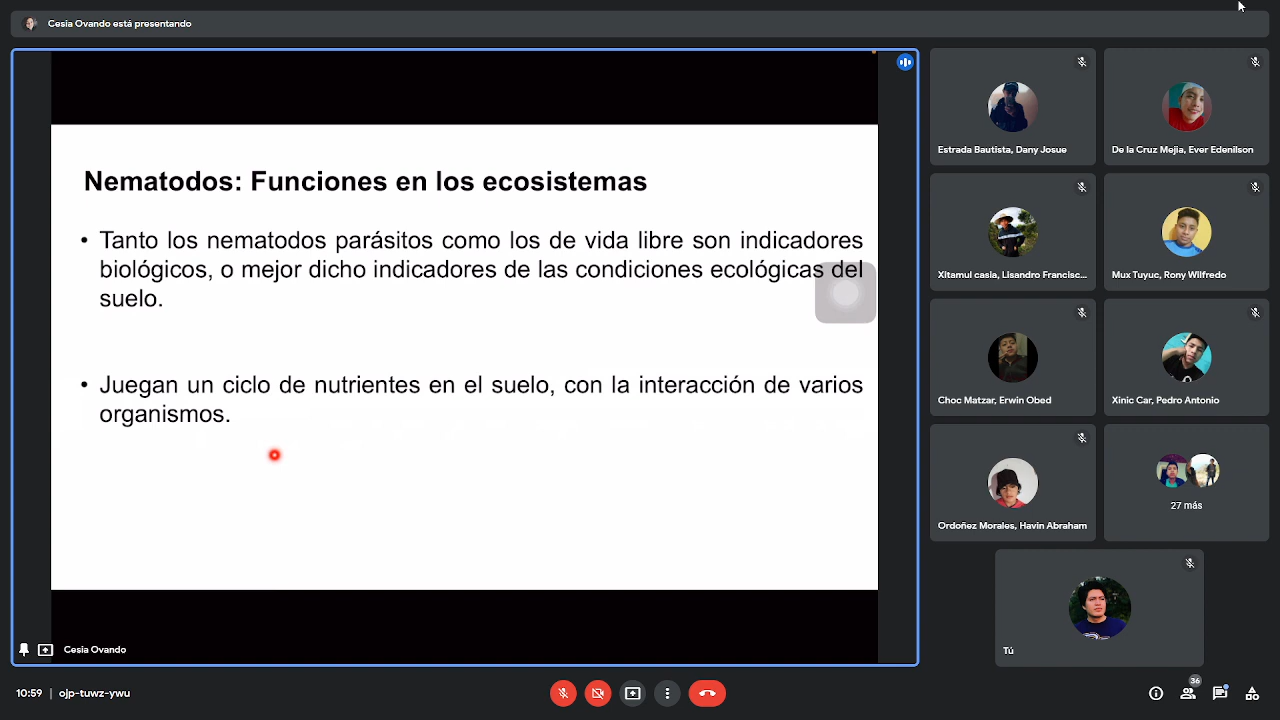 Cesia Ovando está presentando
Nematodos: Funciones en los ecosistemas
• Tanto los nematodos parásitos como los de vida libre son indicadores
biológicos, o mejor dicho indicadores de las condiciones ecológicas del
suelo.
• Juegan un ciclo de nutrientes en el suelo, con la interacción de varios
organismos.
Cesia Ovando
Estrada Bautista, Dany Josue
De la Cruz Mejia, Ever Edenilson
Xitamul casia, Lisandro Francisc...
Mux Tuyuc, Rony Wilfredo
Choc Matzar, Erwin Obed
Xinic Car, Pedro Antonio
Ordoñez Morales, Havin Abraham
27 más
Tú
10:59 | ojp-tuwz-ywu
36